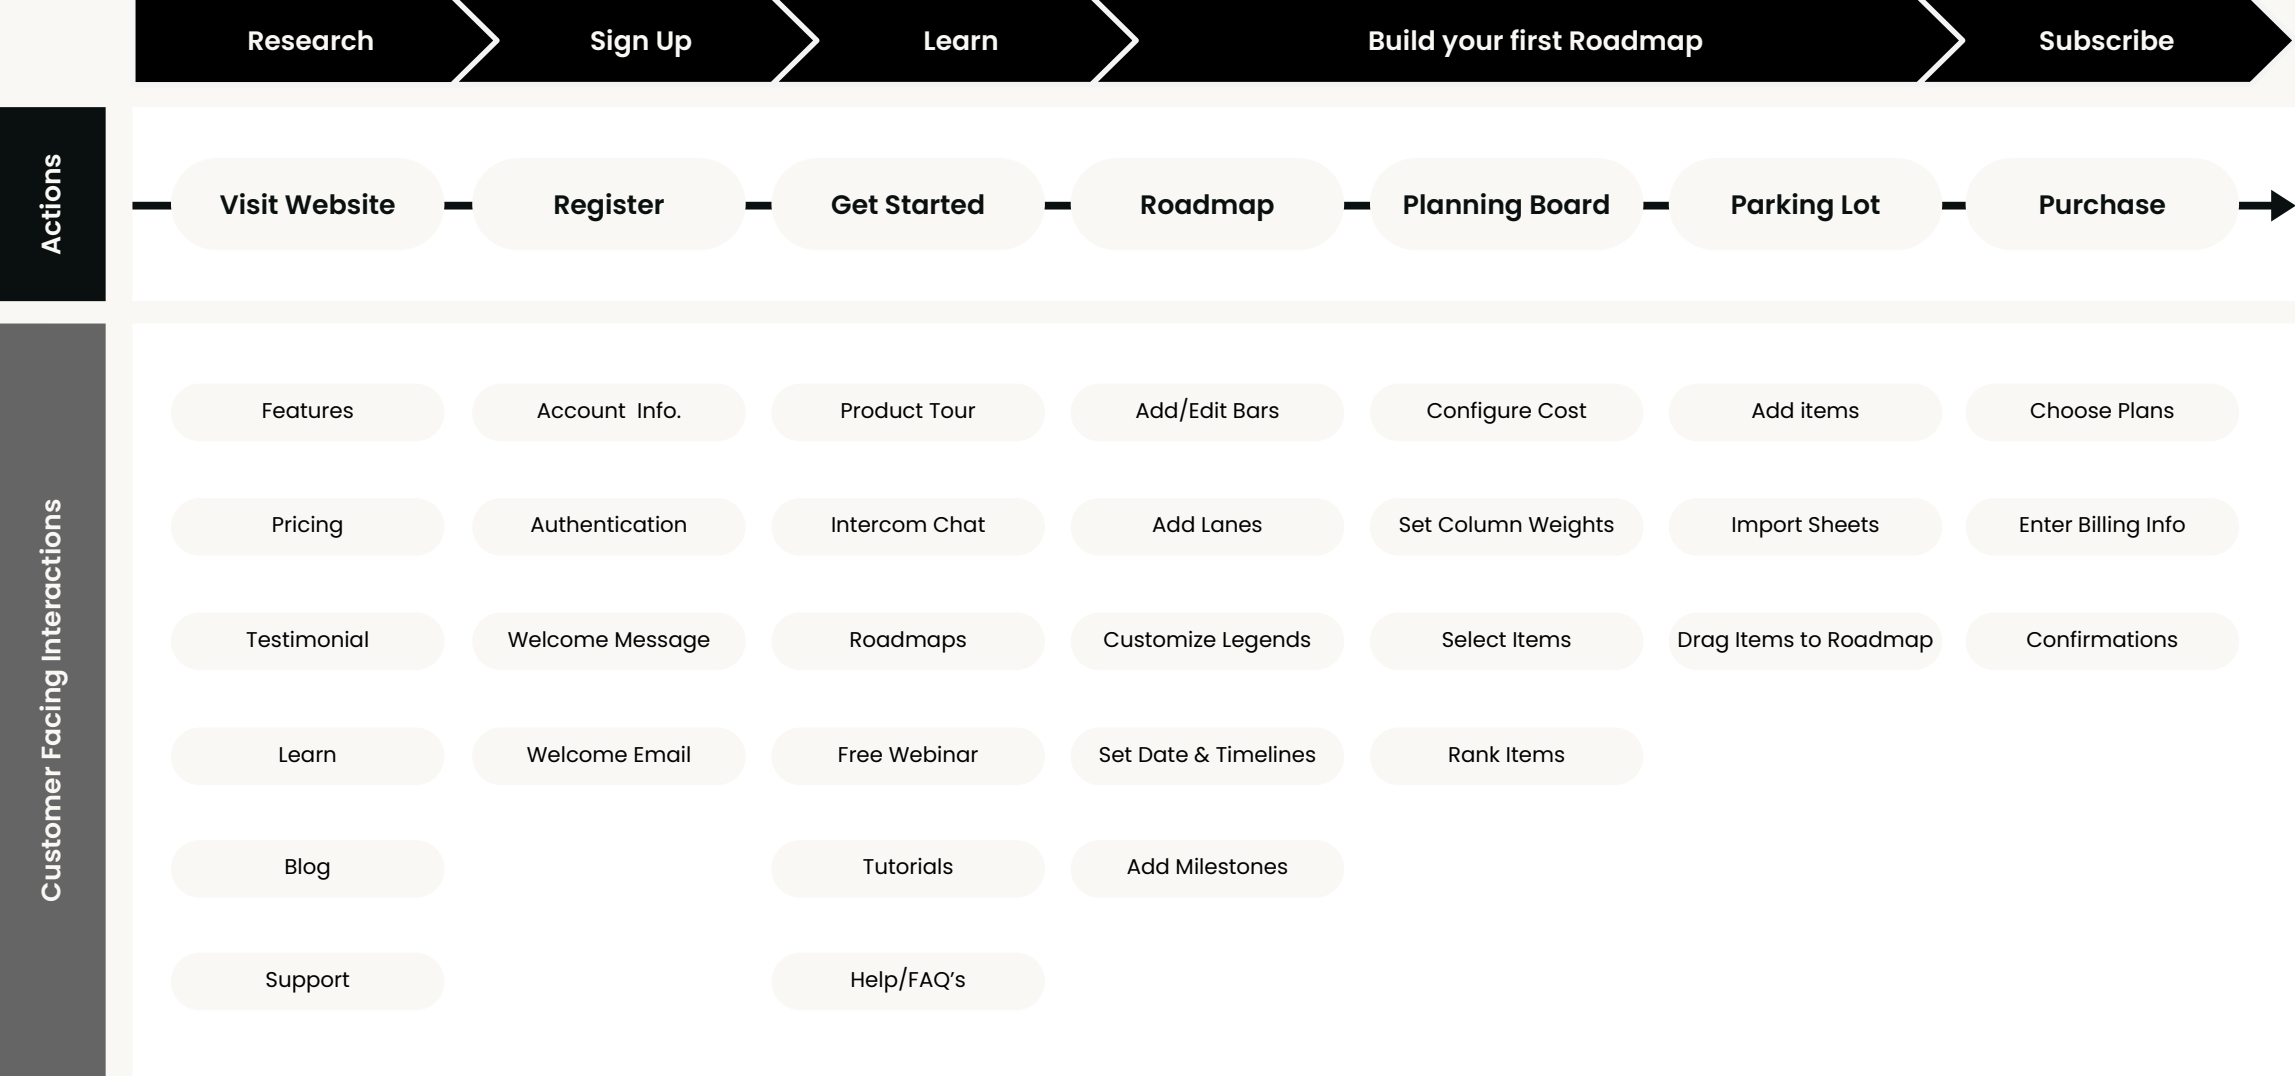 Research
Sign Up
Learn
Build your first Roadmap
Subscribe
Actions
Visit Website
Register
Get Started
Roadmap
Planning Board
Parking Lot
Purchase
Customer Facing Interactions
Features
Account  Info.
Product Tour
Add/Edit Bars
Configure Cost
Add items
Choose Plans
Pricing
Authentication
Intercom Chat
Add Lanes
Set Column Weights
Import Sheets
Enter Billing Info
Testimonial
Welcome Message
Roadmaps
Customize Legends
Select Items
Drag Items to Roadmap
Confirmations
Learn
Welcome Email
Free Webinar
Set Date & Timelines
Rank Items
Blog
Tutorials
Add Milestones
Support
Help/FAQ’s